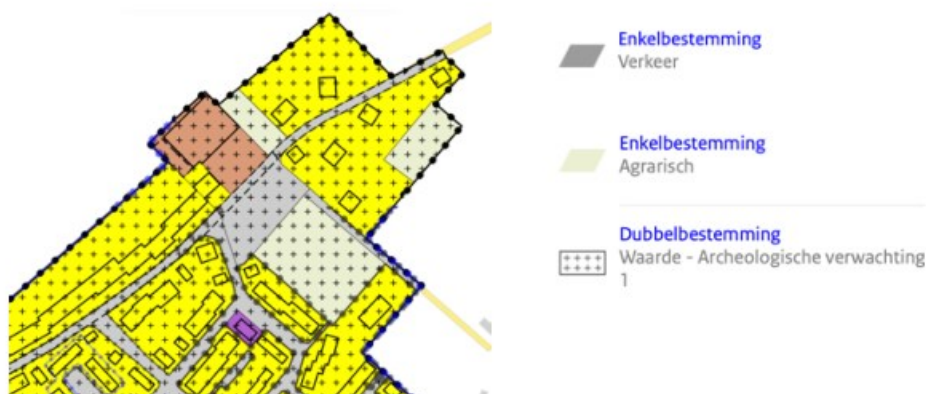 Enkelbestemming
Verkeer
Enkelbestemming
Agrarisch
Dubbelbestemming
Waarde - Archeologische verwachting
1